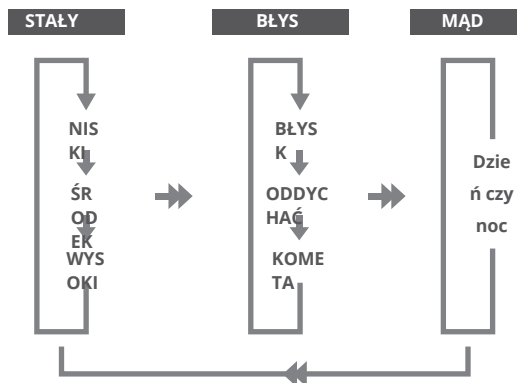 STAŁY
BŁYS
MĄD
NIS
KI
ŚR
OD
EK
WYS
OKI
BŁYS
K
ODDYC
HAĆ
KOME
TA
Dzie
ń czy
noc